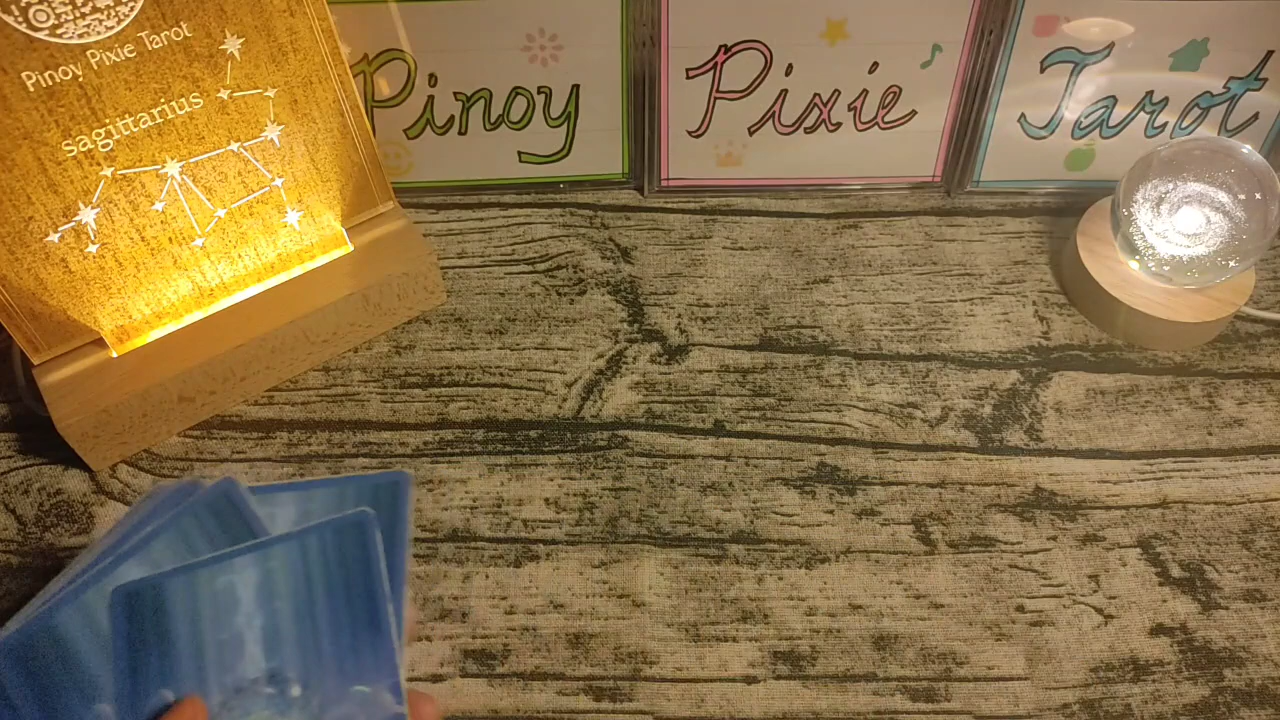 Pinoy Pixie Tarot
sagittarius
Pinoy
Pixie
Tarot